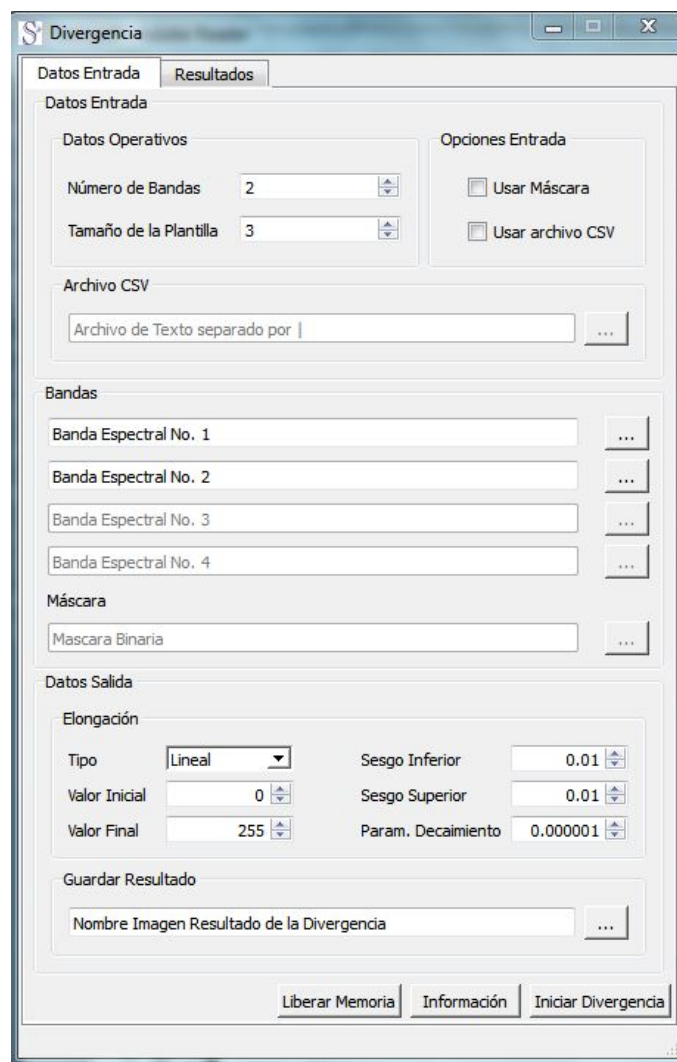 Divergencia
Datos Entrada Resultados
Datos Entrada
Datos Operativos
Opciones Entrada
Número de Bandas 2
Usar Máscara
Tamaño de la Plantilla 3
Usar archivo CSV
Archivo CSV
Archivo de Texto separado por |
...
Bandas
Banda Espectral No. 1 ...
Banda Espectral No. 2 ...
Banda Espectral No. 3 ...
Banda Espectral No. 4 ...
Máscara
Mascara Binaria ...
Datos Salida
Elongación
Tipo Lineal Sesgo Inferior 0.01
Valor Inicial 0 Sesgo Superior 0.01
Valor Final 255 Param. Decaimiento 0.000001
Guardar Resultado
Nombre Imagen Resultado de la Divergencia ...
Liberar Memoria Información Iniciar Divergencia